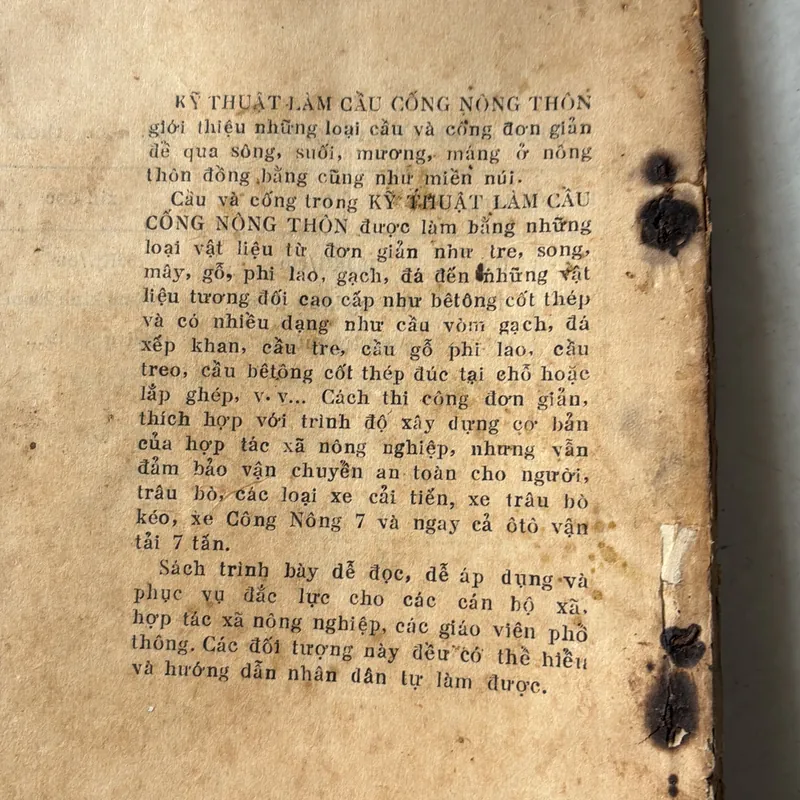 KỸ THUẬT LÀM CẦU CỐNG NÔNG THÔN
giới thiệu những loại cầu và cống đơn giản
để qua sông, suối, mương, máng ở nông
thôn đồng bằng cũng như miền núi.
Cầu và cống trong KỸ THUẬT LÀM CẦU
CỐNG NÔNG THÔN được làm bằng những
loại vật liệu từ đơn giản như tre, song,
mây, gỗ, phi lao, gạch, đá đến những vật
liệu tương đối cao cấp như bêtông cốt thép
và có nhiều dạng như cầu vòm gạch, đá
xếp khan, cầu tre, cầu gỗ phi lao, cầu
treo, cầu bêtông cốt thép đúc tại chỗ hoặc
lắp ghép, v.v... Cách thi công đơn giản,
thích hợp với trình độ xây dựng cơ bản
của hợp tác xã nông nghiệp, nhưng vẫn
đảm bảo vận chuyển an toàn cho người,
trâu bò, các loại xe cải tiến, xe trâu bò
kéo, xe Công Nông 7 và ngay cả ôtô vận
tải 7 tấn.
Sách trình bày dễ đọc, dễ áp dụng và
phục vụ đắc lực cho các cán bộ xã,
hợp tác xã nông nghiệp, các giáo viên phổ
thông. Các đối tượng này đều có thể hiểu
và hướng dẫn nhân dân tự làm được.